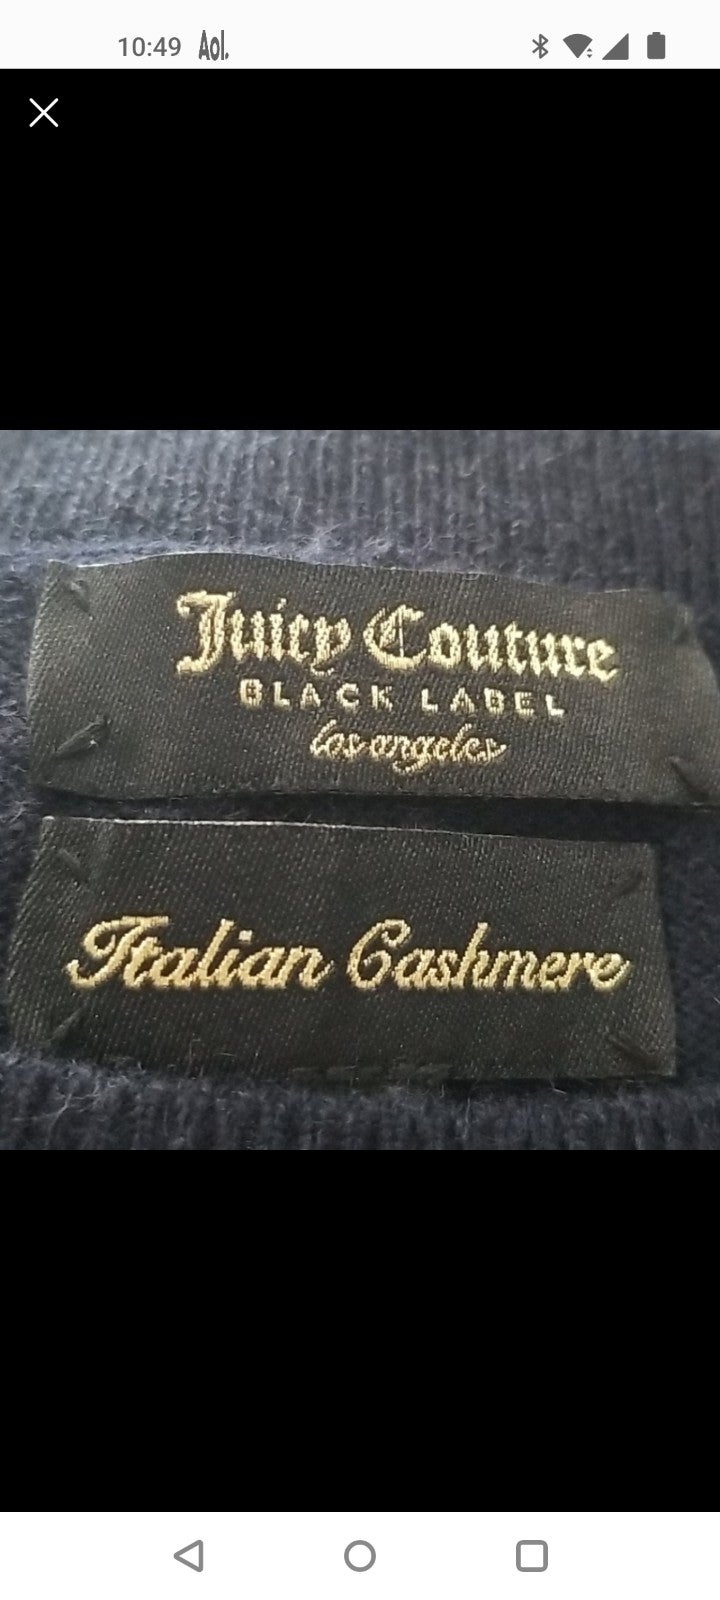 10:49 Aol.
Juicy Couture
BLACK LABEL
los angeles
Italian Cashmere